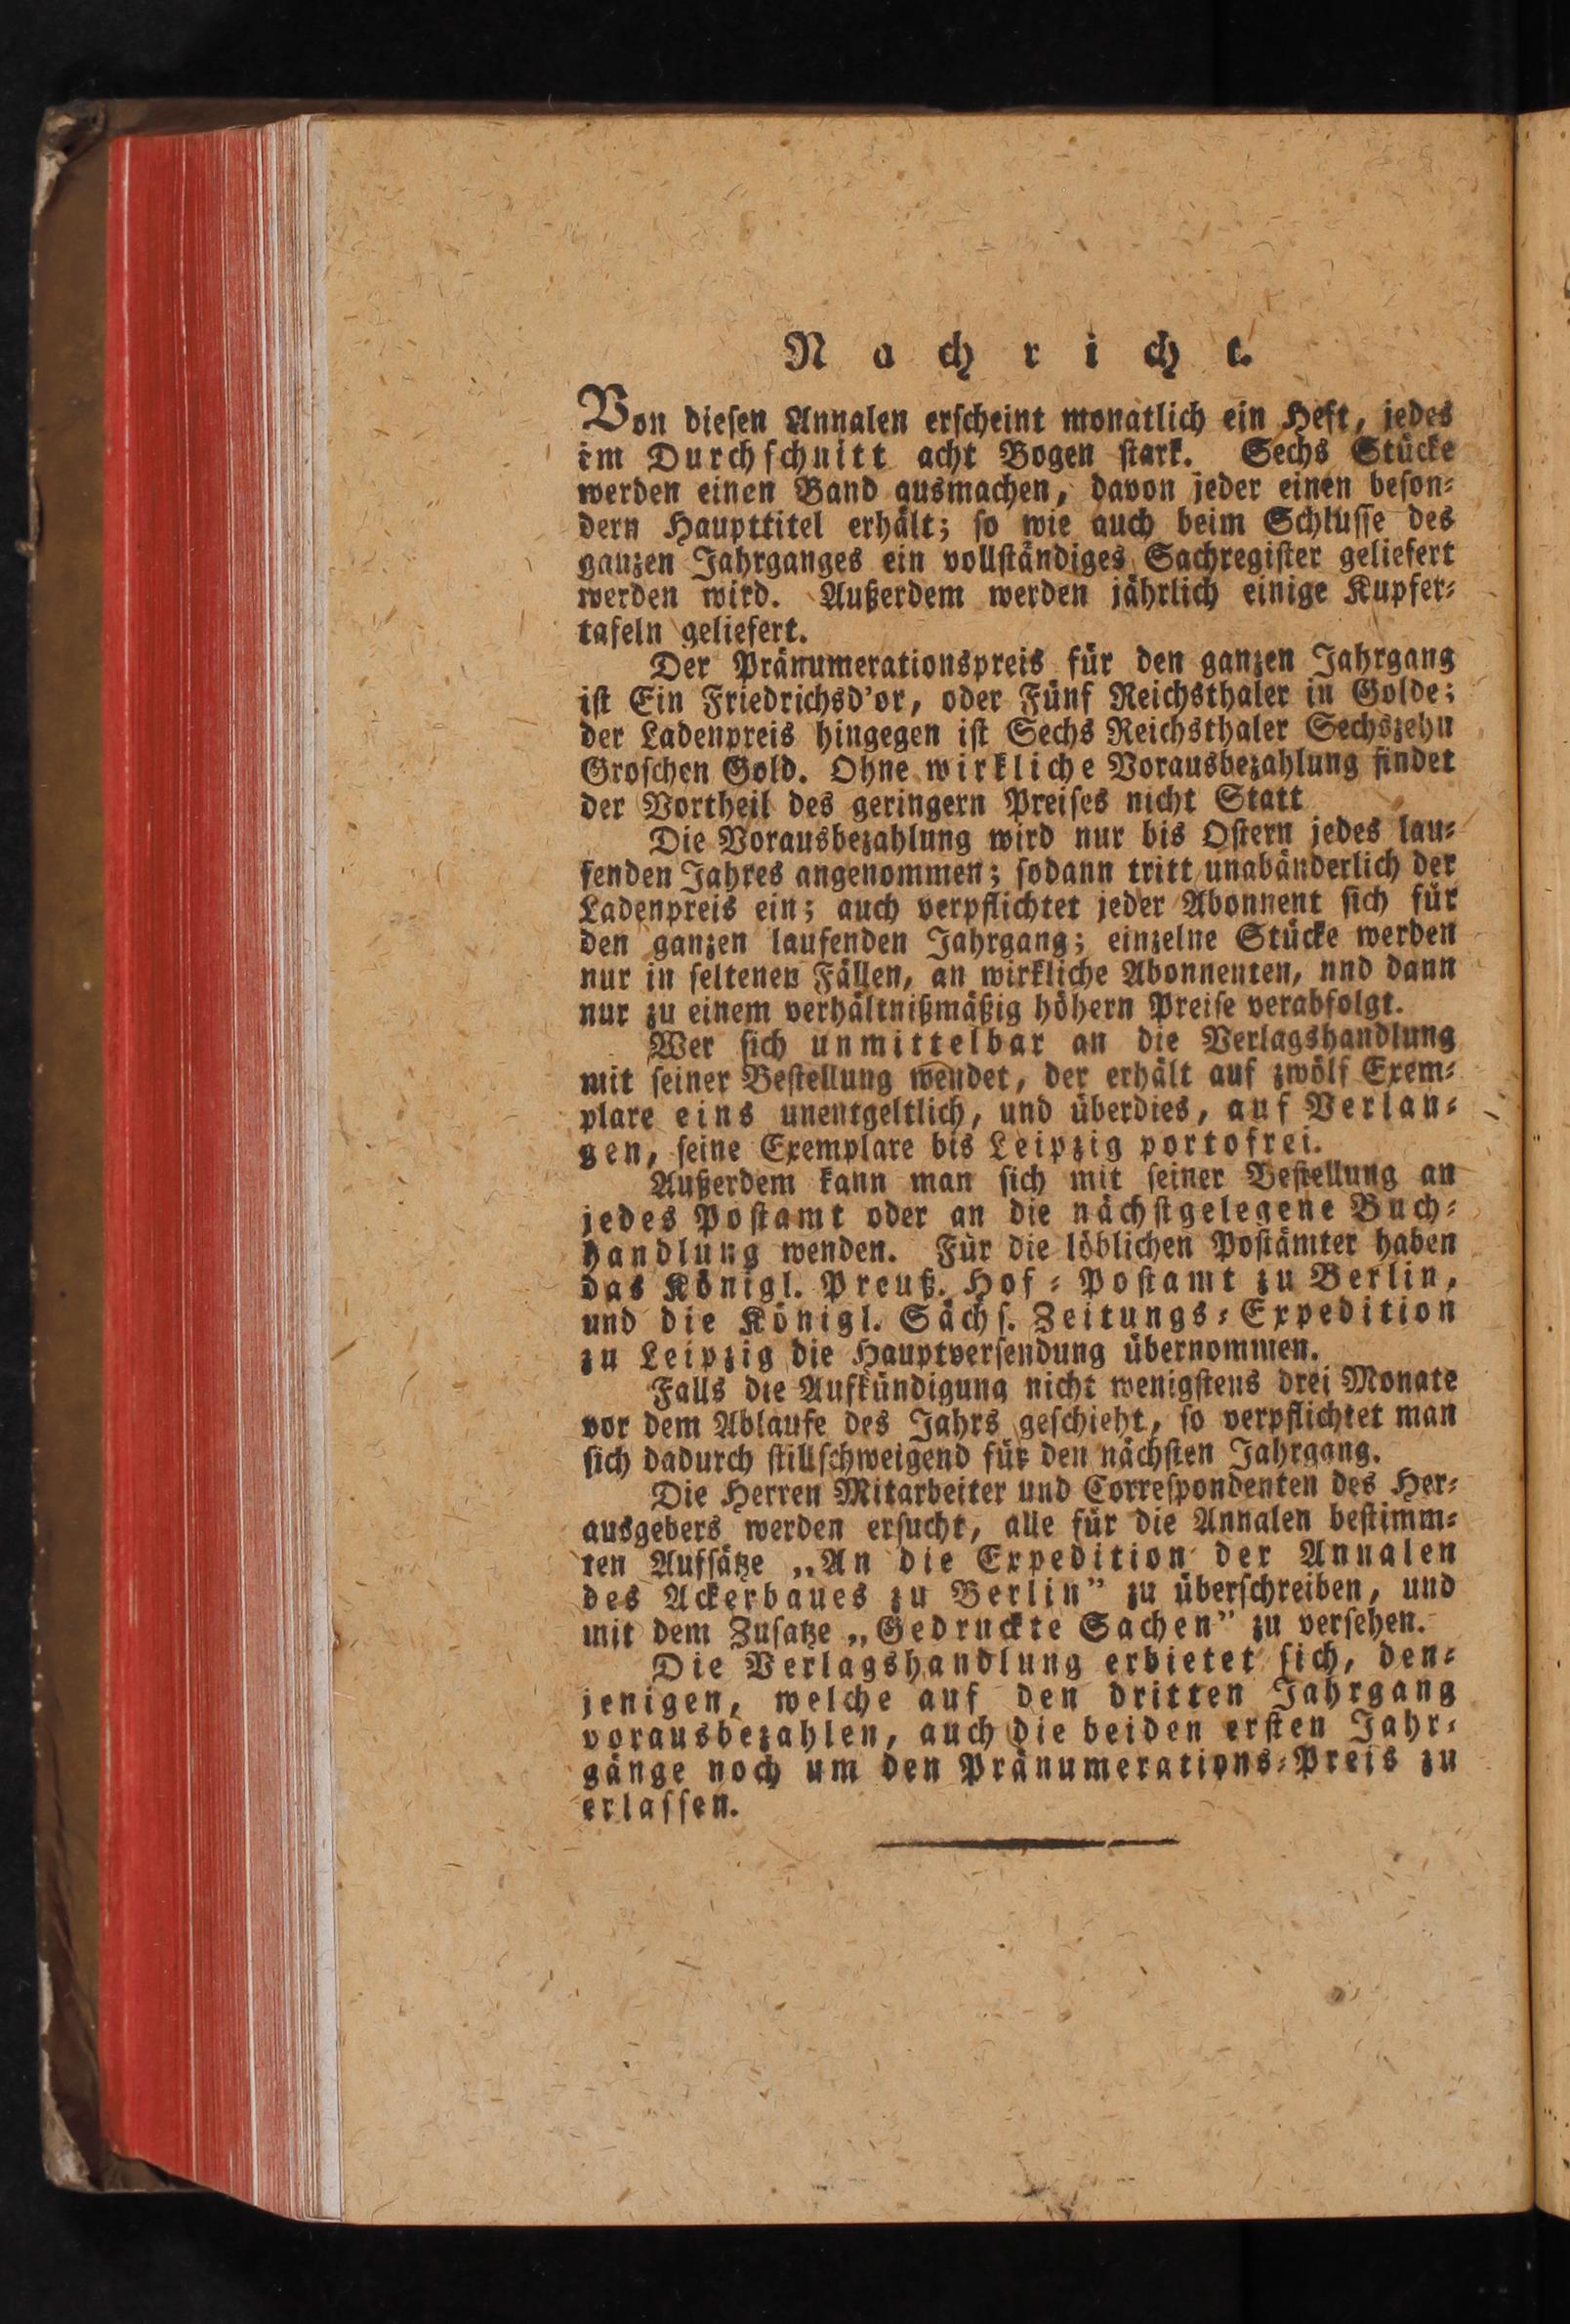 Nachricht.
Von dieſen Annalen erſcheint monatlich ein Heft, jedes
im Durchſchnitt acht Bogen ſtark. Sechs Stücke
werden einen Band ausmachen, davon jeder einen beſon⸗
dern Haupttitel erhält; ſo wie auch beim Schluſſe des
ganzen Jahrganges ein vollſtändiges Sachregiſter geliefert
werden wird. Außerdem werden jährlich einige Kupfer⸗
tafeln geliefert.
Der Pränumerationspreis für den ganzen Jahrgang
iſt Ein Friedrichsd'or, oder Fünf Reichsthaler in Golde;
der Ladenpreis hingegen iſt Sechs Reichsthaler Sechszehn
Groſchen Gold. Ohne wirkliche Vorausbezahlung findet
der Vortheil des geringern Preiſes nicht Statt
Die Vorausbezahlung wird nur bis Oſtern jedes lau⸗
fenden Jahres angenommen; ſodann tritt unabänderlich der
Ladenpreis ein; auch verpflichtet jeder Abonnent ſich für
den ganzen laufenden Jahrgang; einzelne Stücke werden
nur in ſeltenen Fällen, an wirkliche Abonnenten, nnd dann
nur zu einem verhältnißmäßig höhern Preiſe verabfolgt.
Wer ſich unmittelbar an die Verlagshandlung
mit ſeiner Beſtellung wendet, der erhält auf zwölf Exem⸗
plare eins unentgeltlich, und überdies, auf Verlan⸗
gen, ſeine Exemplare bis Leipzig portofrei.
Außerdem kann man ſich mit ſeiner Beſtellung an
jedes Poſtamt oder an die nächſtgelegene Buch⸗
handlung wenden. Für die löblichen Poſtämter haben
das Königl. Preuß. Hof⸗Poſtamt zu Berlin,
und die Königl. Sächſ. Zeitungs⸗Expedition
zu Leipzig die Hauptverſendung übernommen.
Falls die Aufkündigung nicht wenigſtens drei Monate
vor dem Ablaufe des Jahrs geſchieht, ſo verpflichtet man
ſich dadurch ſtillſchweigend für den nächſten Jahrgang.
Die Herren Mitarbeiter und Correſpondenten des Her⸗
ausgebers werden erſucht, alle für die Annalen beſtimm⸗
ten Aufſätze „An die Expedition der Annalen
des Ackerbaues zu Berlin” zu überſchreiben, und
mit dem Zuſatze „Gedruckte Sachen” zu verſehen.
Die Verlagshandlung erbietet ſich, den⸗
jenigen, welche auf den dritten Jahrgang
vorausbezahlen, auch die beiden erſten Jahr⸗
gänge noch um den Pränumerations⸗Preis zu
erlaſſen.